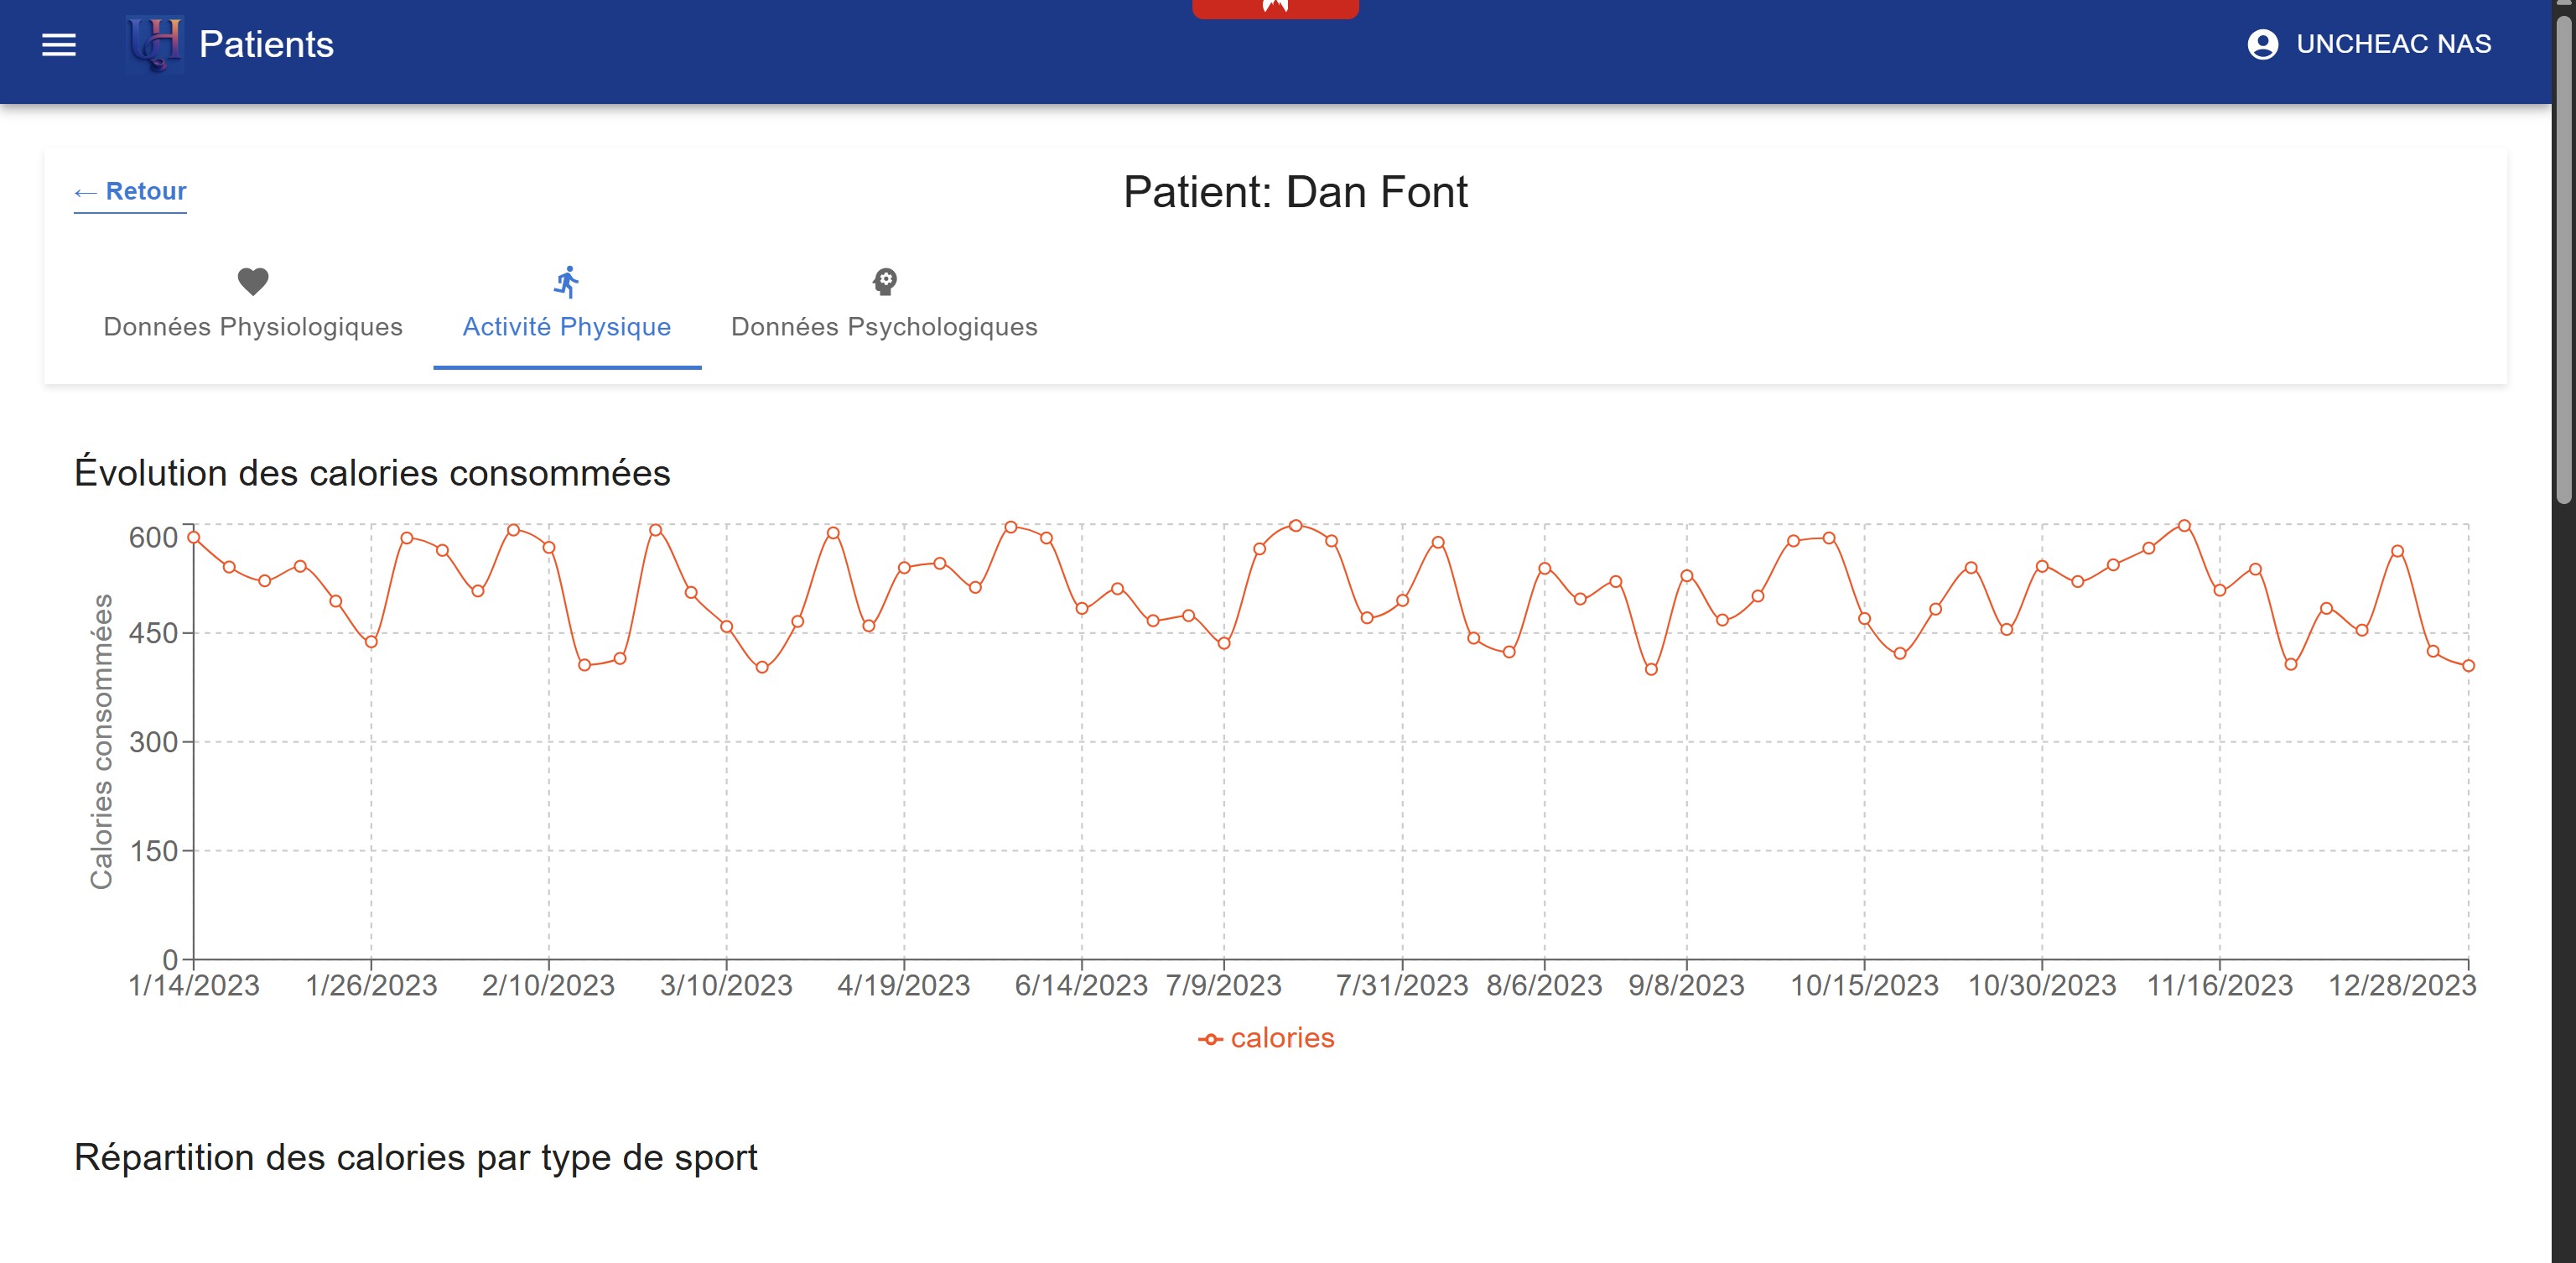 UH Patients
UNCHEAC NAS
← Retour
Patient: Dan Font
Données Physiologiques
Activité Physique
Données Psychologiques
Évolution des calories consommées
Calories consommées
600
450
300
150
0
1/14/2023 1/26/2023 2/10/2023 3/10/2023 4/19/2023 6/14/2023 7/9/2023 7/31/2023 8/6/2023 9/8/2023 10/15/2023 10/30/2023 11/16/2023 12/28/2023
calories
Répartition des calories par type de sport